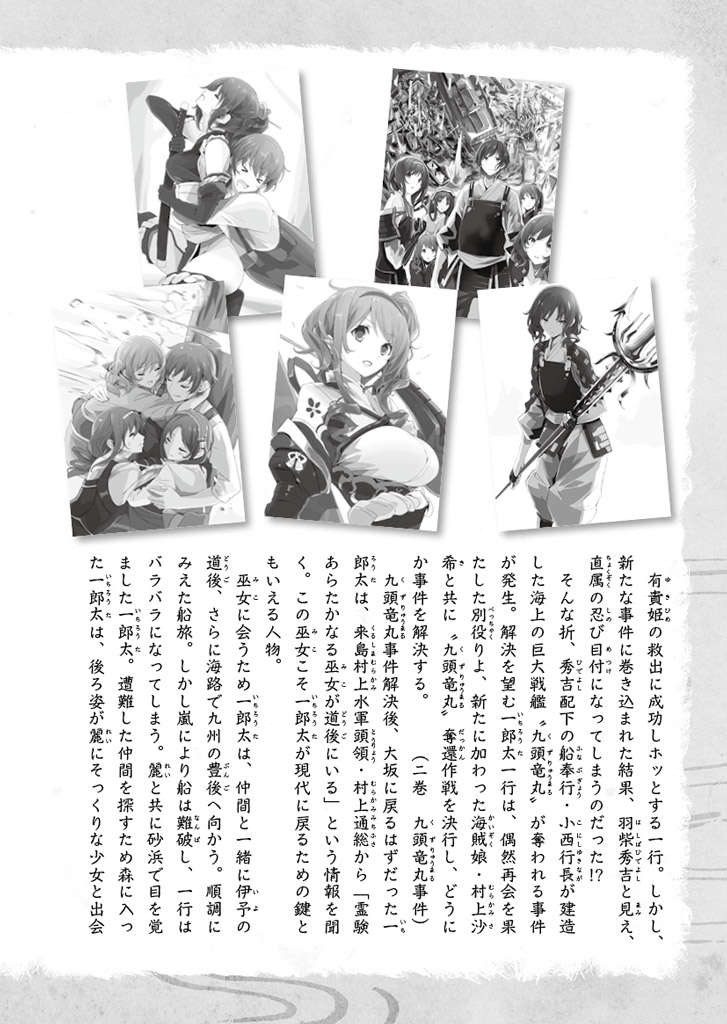 有貴姫の救出に成功しホッとする一行。しかし、
新たな事件に巻き込まれた結果、羽柴秀吉と見え、
直属の忍び目付になってしまうのだった!?
　そんな折、秀吉配下の船奉行・小西行長が建造
した海上の巨大戦艦〝九頭竜丸〟が奪われる事件
が発生。解決を望む一郎太一行は、偶然再会を果
たした別役りよ、新たに加わった海賊娘・村上沙
希と共に〝九頭竜丸〟奪還作戦を決行し、どうに
か事件を解決する。　　（二巻　九頭竜丸事件）
　九頭竜丸事件解決後、大坂に戻るはずだった一
郎太は、来島村上水軍頭領・村上通総から「霊験
あらたかなる巫女が道後にいる」という情報を聞
く。この巫女こそ一郎太が現代に戻るための鍵と
もいえる人物。
　巫女に会うため一郎太は、仲間と一緒に伊予の
道後、さらに海路で九州の豊後へ向かう。順調に
みえた船旅。しかし嵐により船は難破し、一行は
バラバラになってしまう。麗と共に砂浜で目を覚
ました一郎太。遭難した仲間を探すため森に入っ
た一郎太は、後ろ姿が麗にそっくりな少女と出会